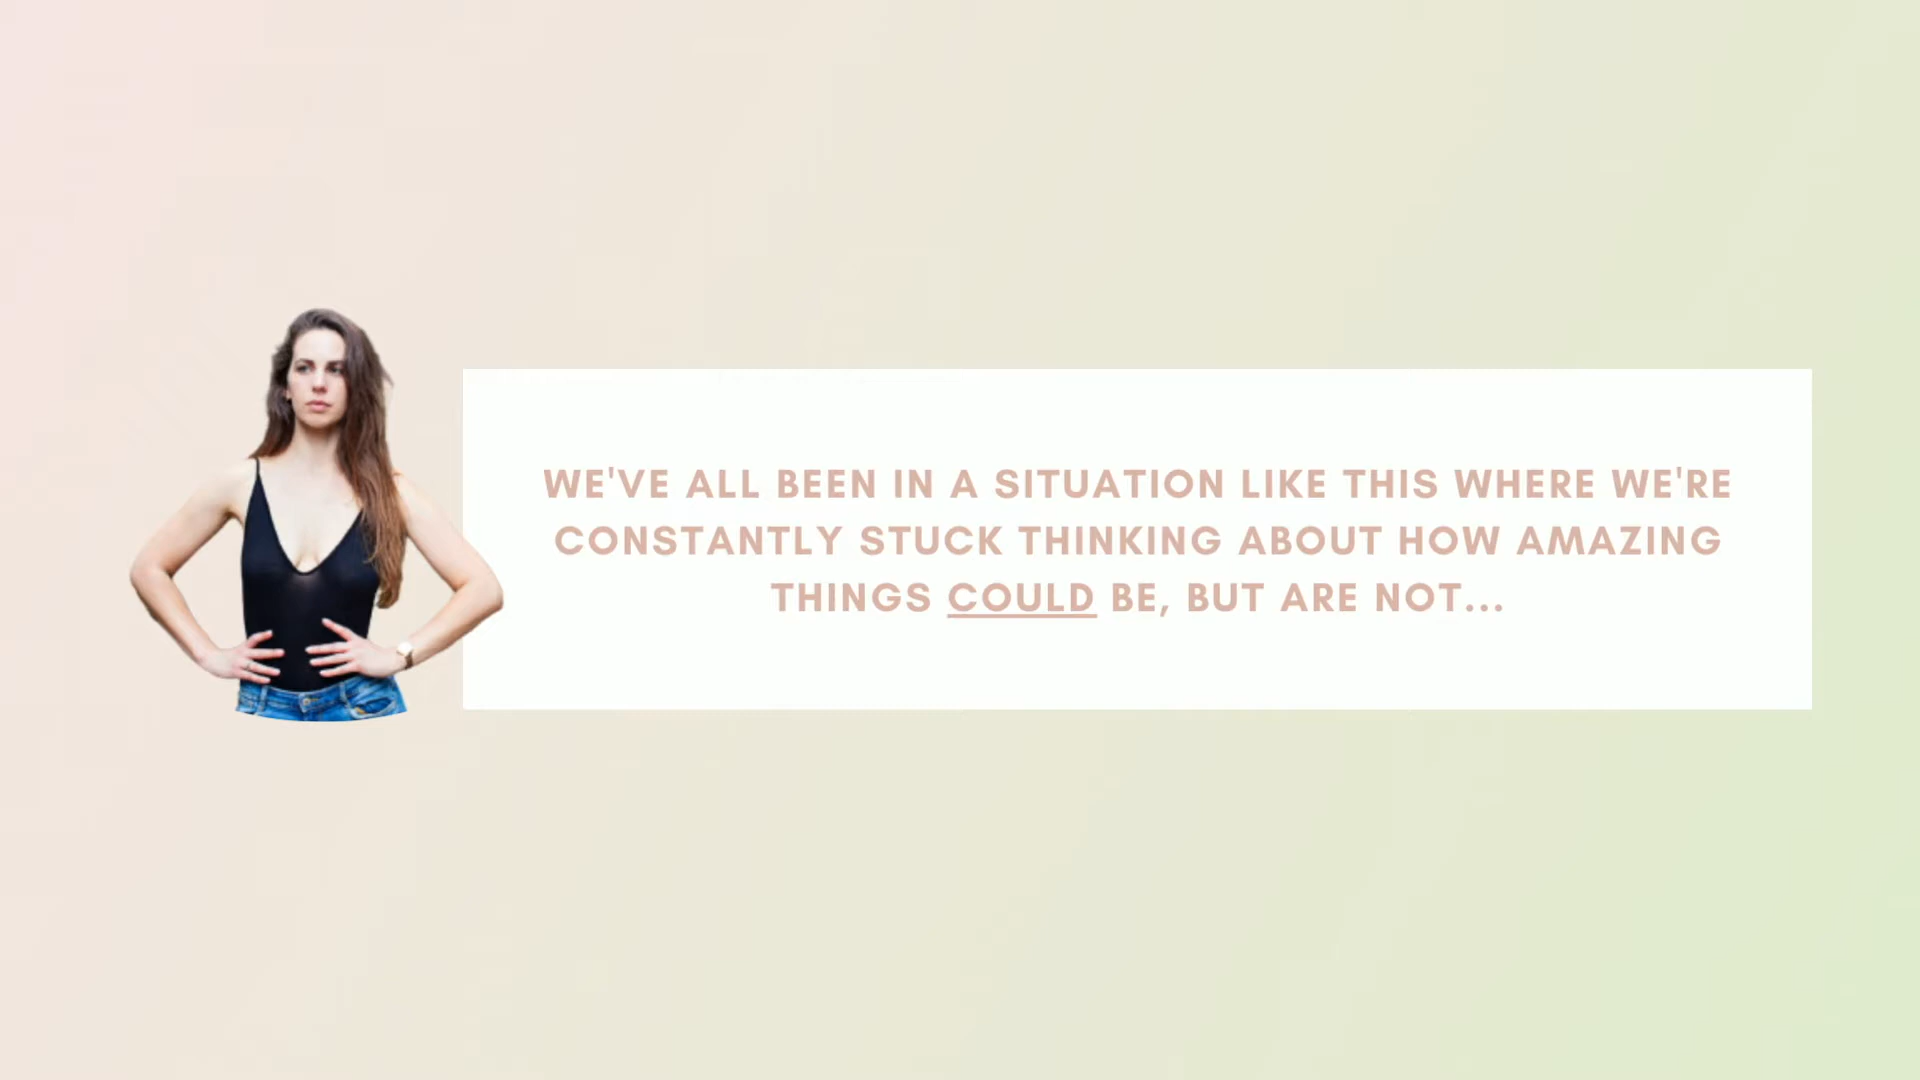 WE'VE ALL BEEN IN A SITUATION LIKE THIS WHERE WE'RE
CONSTANTLY STUCK THINKING ABOUT HOW AMAZING
THINGS COULD BE, BUT ARE NOT...